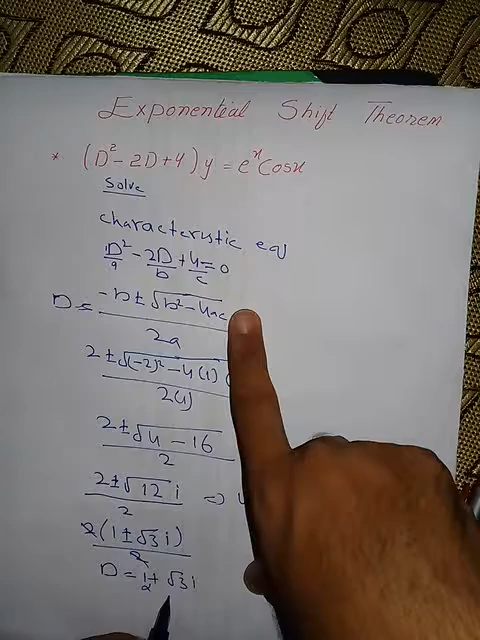 Exponential Shift Theorem
* (D² - 2D + 4) y = eˣ Cosx
Solve
characteristic eq
1D²/a - 2D/b + 4/c = 0
D = (-b ± √b² - 4ac)/2a
2 ± √(-2)² - 4(1)(/2(1)
2 ± √4 - 16/2
2 ± √12 i/2 ⇒
2(1 ± √3 i)/2
D = 1 ± √3 i